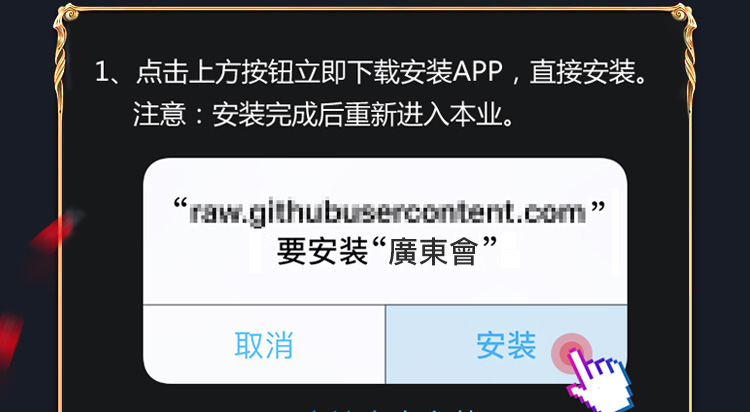 1、点击上方按钮立即下载安装APP，直接安装。
注意：安装完成后重新进入本业。
“raw.githubusercontent.com”
要安装“廣東會”
取消
安装